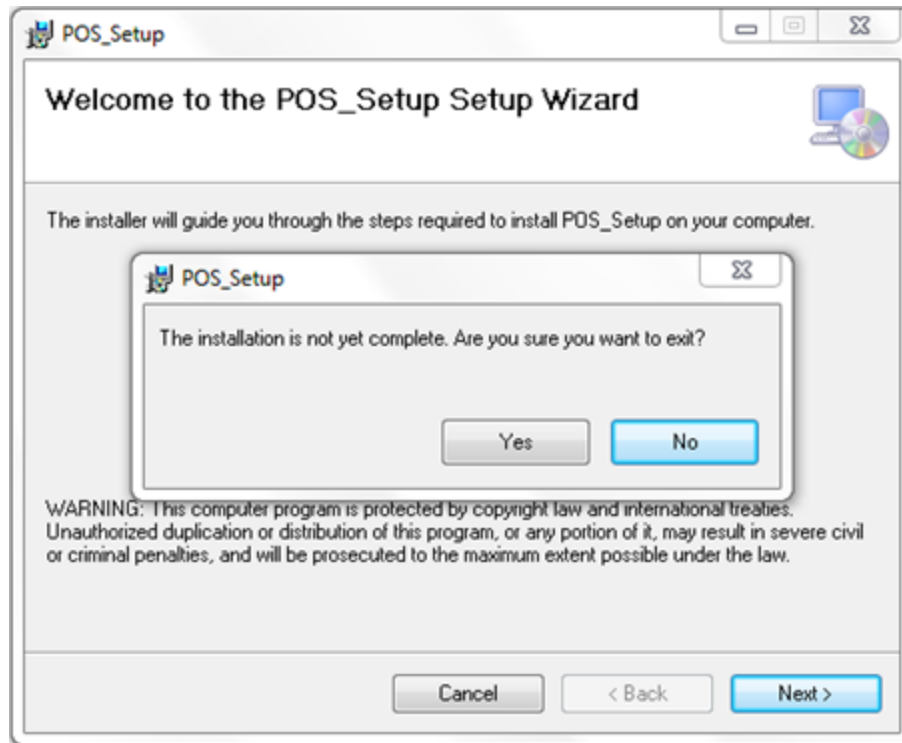 POS_Setup
Welcome to the POS_Setup Setup Wizard
The installer will guide you through the steps required to install POS_Setup on your computer.
POS_Setup
The installation is not yet complete. Are you sure you want to exit?
Yes No
WARNING: This computer program is protected by copyright law and international treaties.
Unauthorized duplication or distribution of this program, or any portion of it, may result in severe civil
or criminal penalties, and will be prosecuted to the maximum extent possible under the law.
Cancel < Back Next >